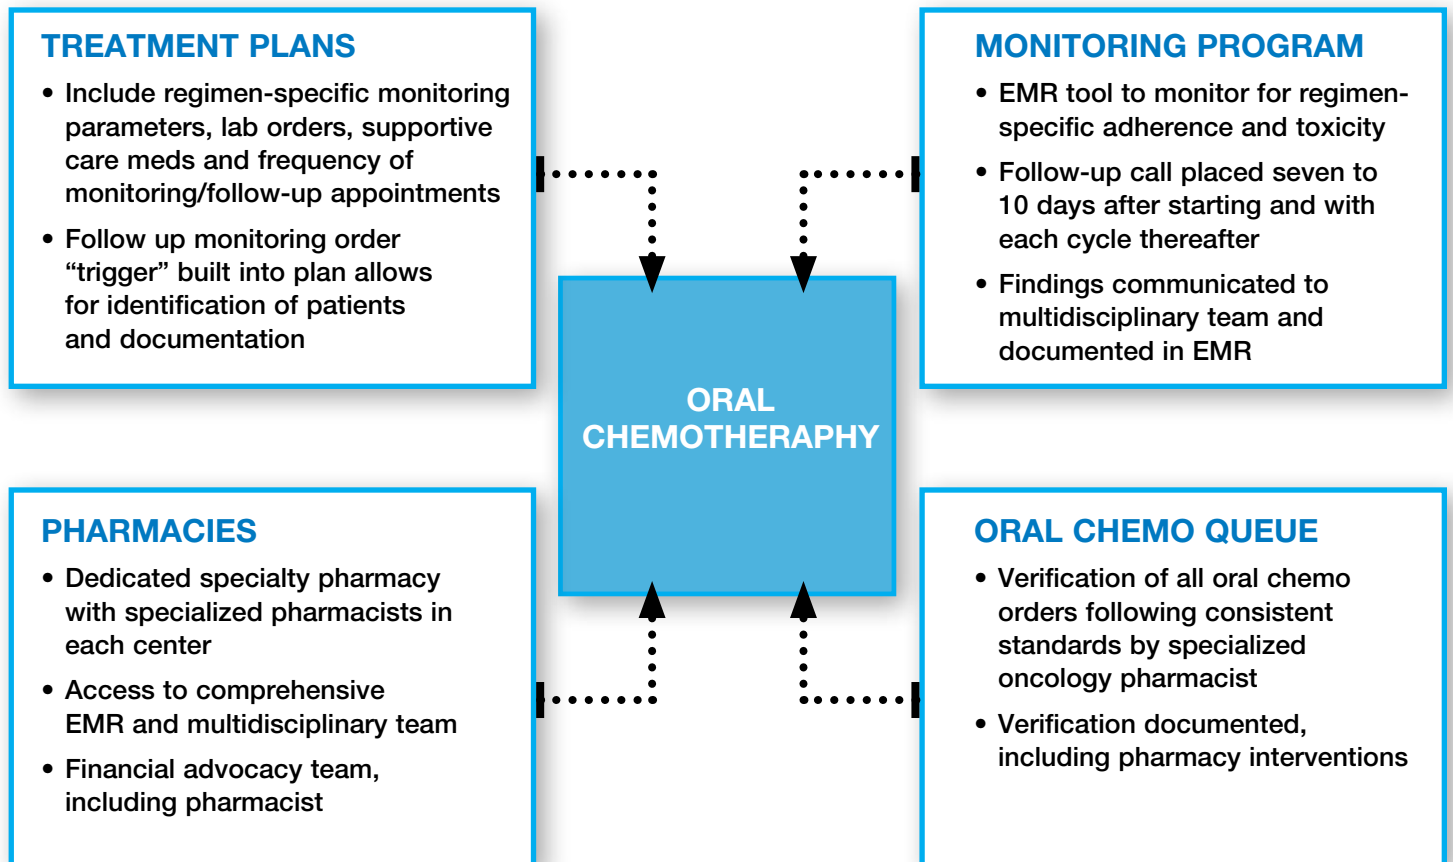 TREATMENT PLANS
• Include regimen-specific monitoring
parameters, lab orders, supportive
care meds and frequency of
monitoring/follow-up appointments
• Follow up monitoring order
“trigger” built into plan allows
for identification of patients
and documentation
MONITORING PROGRAM
• EMR tool to monitor for regimen-
specific adherence and toxicity
• Follow-up call placed seven to
10 days after starting and with
each cycle thereafter
• Findings communicated to
multidisciplinary team and
documented in EMR
ORAL
CHEMOTHERAPHY
PHARMACIES
• Dedicated specialty pharmacy
with specialized pharmacists in
each center
• Access to comprehensive
EMR and multidisciplinary team
• Financial advocacy team,
including pharmacist
ORAL CHEMO QUEUE
• Verification of all oral chemo
orders following consistent
standards by specialized
oncology pharmacist
• Verification documented,
including pharmacy interventions